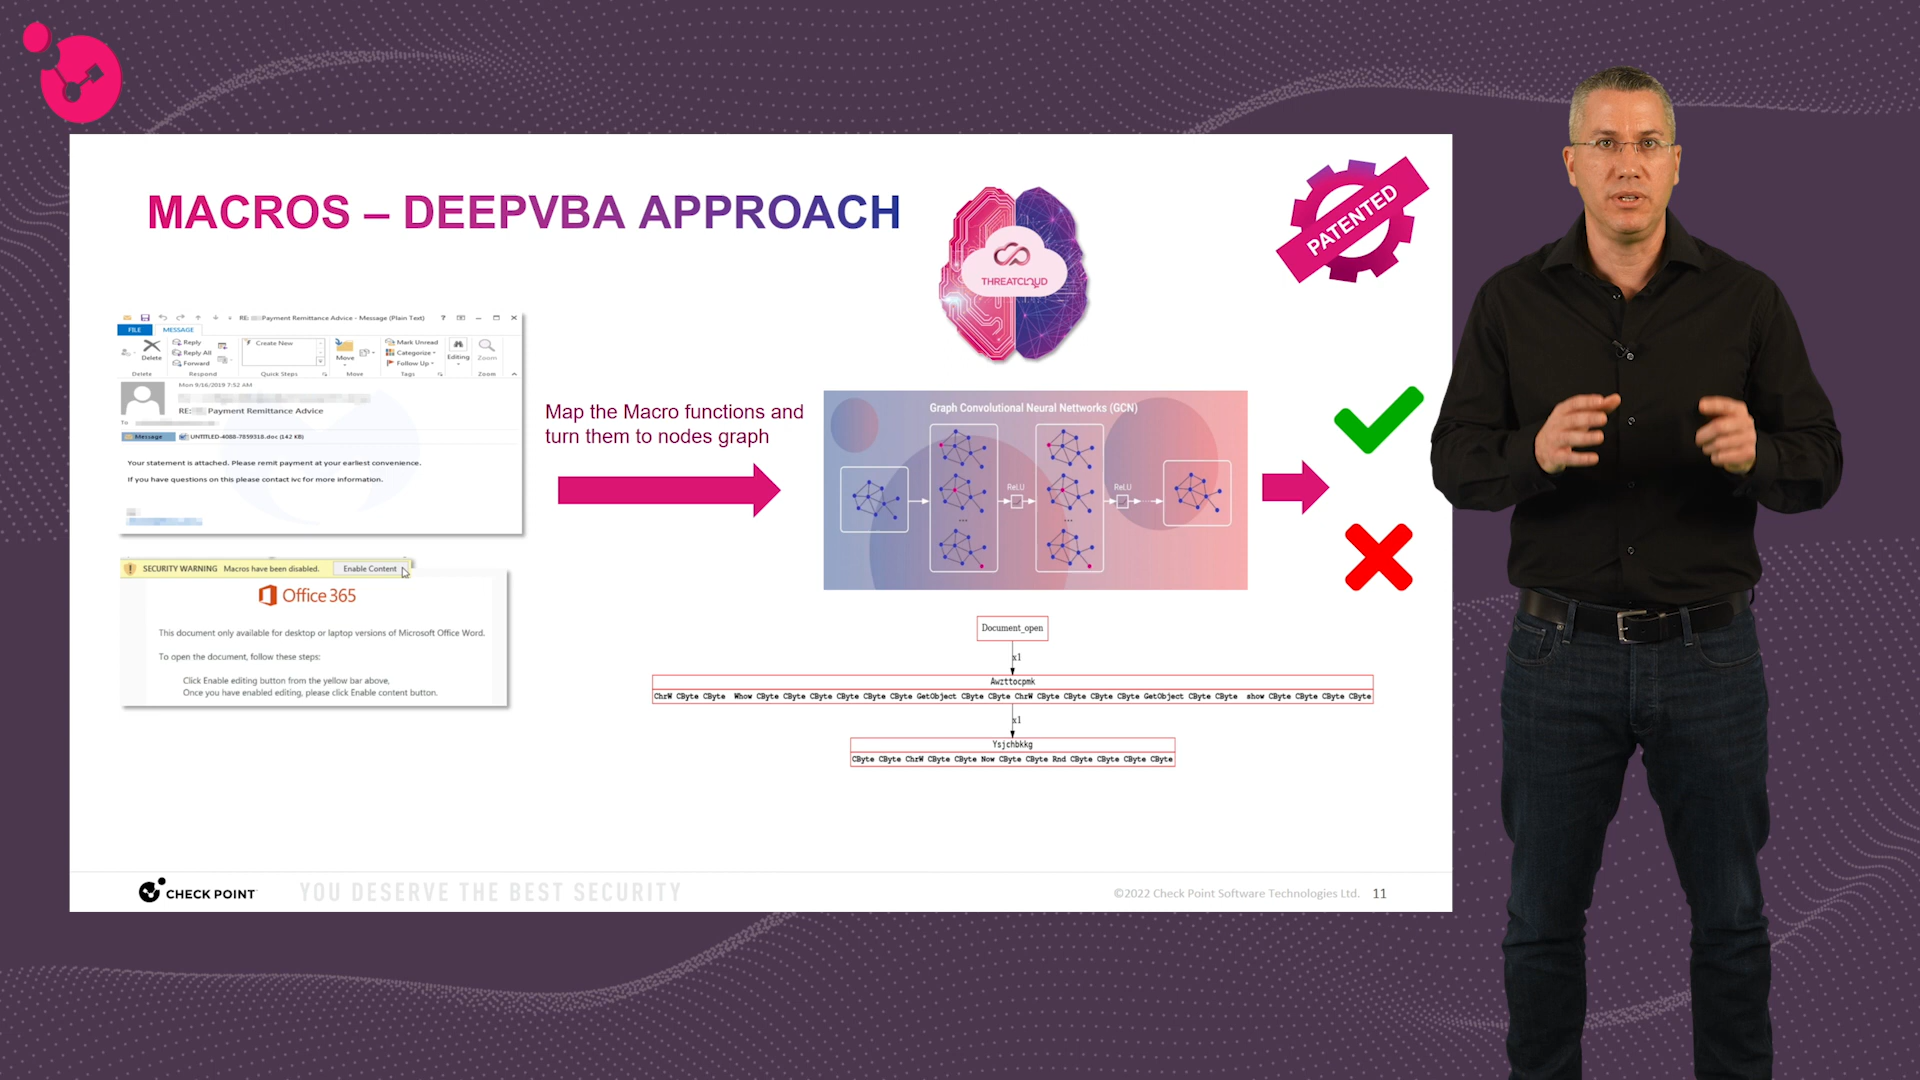 MACROS – DEEPVBA APPROACH
THREATCLOUD
PATENTED
RE: Payment Remittance Advice - Message (Plain Text)
FILE MESSAGE
Delete
Reply
Reply All
Forward
Create New
Move
Mark Unread
Categorize
Follow Up
Editing
Zoom
Delete Respond Quick Steps Move Tags Zoom
Mon 9/16/2019 7:52 AM
RE: Payment Remittance Advice
To
Message UNTITLED-4088-7859318.doc (142 KB)
Your statement is attached. Please remit payment at your earliest convenience.
If you have questions on this please contact ivc for more information.
SECURITY WARNING Macros have been disabled. Enable Content
Office 365
This document only available for desktop or laptop versions of Microsoft Office Word.
To open the document, follow these steps:
Click Enable editing button from the yellow bar above,
Once you have enabled editing, please click Enable content button.
Map the Macro functions and
turn them to nodes graph
Graph Convolutional Neural Nettworks (GCN)
ReLU
ReLU
...
...
Document_open
x1
Awzttocpmk
ChrW CByte CByte Whow CByte CByte CByte CByte CByte CByte GetObject CByte CByte ChrW CByte CByte CByte CByte GetObject CByte CByte show CByte CByte CByte CByte
x1
Ysjchbkkg
CByte CByte ChrW CByte CByte Now CByte CByte Rnd CByte CByte CByte CByte
CHECK POINT
YOU DESERVE THE BEST SECURITY
©2022 Check Point Software Technologies Ltd. 11